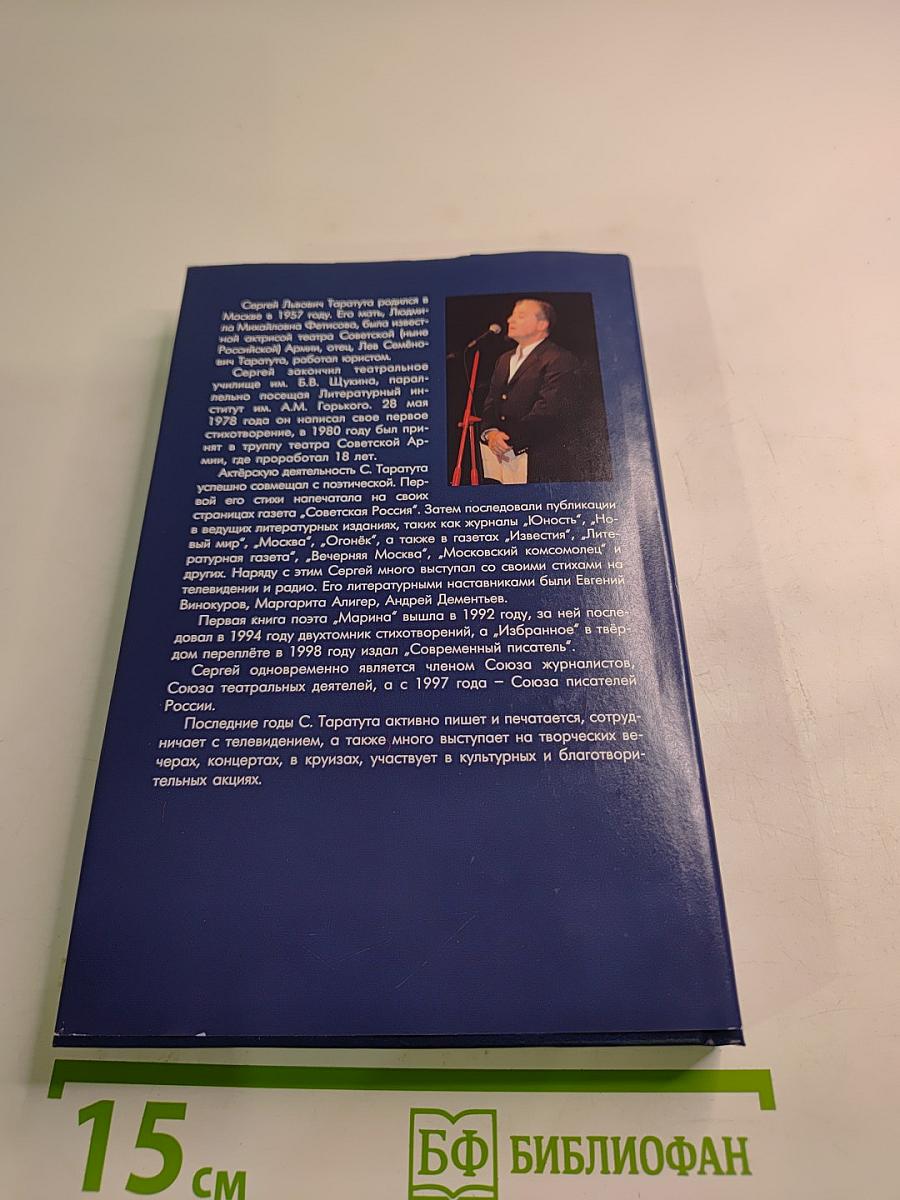 Сергей Львович Таратута родился в
Москве в 1957 году. Его мать, Людми-
ла Михайловна Фетисова, была извест-
ной актрисой театра Советской (ныне
Российской) Армии, отец, Лев Семёно-
вич Таратута, работал юристом.
Сергей закончил театральное
училище им. Б.В. Щукина, парал-
лельно посещая Литературный ин-
ститут им. А.М. Горького. 28 мая
1978 года он написал свое первое
стихотворение, в 1980 году был при-
нят в труппу театра Советской Ар-
мии, где проработал 18 лет.
Актёрскую деятельность С. Таратута
успешно совмещал с поэтической. Пер-
вой его стихи напечатала на своих
страницах газета „Советская Россия“. Затем последовали публикации
в ведущих литературных изданиях, таких как журналы „Юность“, „Но-
вый мир“, „Москва“, „Огонёк“, а также в газетах „Известия“, „Лите-
ратурная газета“, „Вечерняя Москва“, „Московский комсомолец“ и
других. Наряду с этим Сергей много выступал со своими стихами на
телевидении и радио. Его литературными наставниками были Евгений
Винокуров, Маргарита Алигер, Андрей Дементьев.
Первая книга поэта „Марина“ вышла в 1992 году, за ней после-
довал в 1994 году двухтомник стихотворений, а „Избранное“ в твёр-
дом переплёте в 1998 году издал „Современный писатель“.
Сергей одновременно является членом Союза журналистов,
Союза театральных деятелей, а с 1997 года – Союза писателей
России.
Последние годы С. Таратута активно пишет и печатается, сотруд-
ничает с телевидением, а также много выступает на творческих ве-
черах, концертах, в круизах, участвует в культурных и благотвори-
тельных акциях.
15 см
БФ БИБЛИОФАН